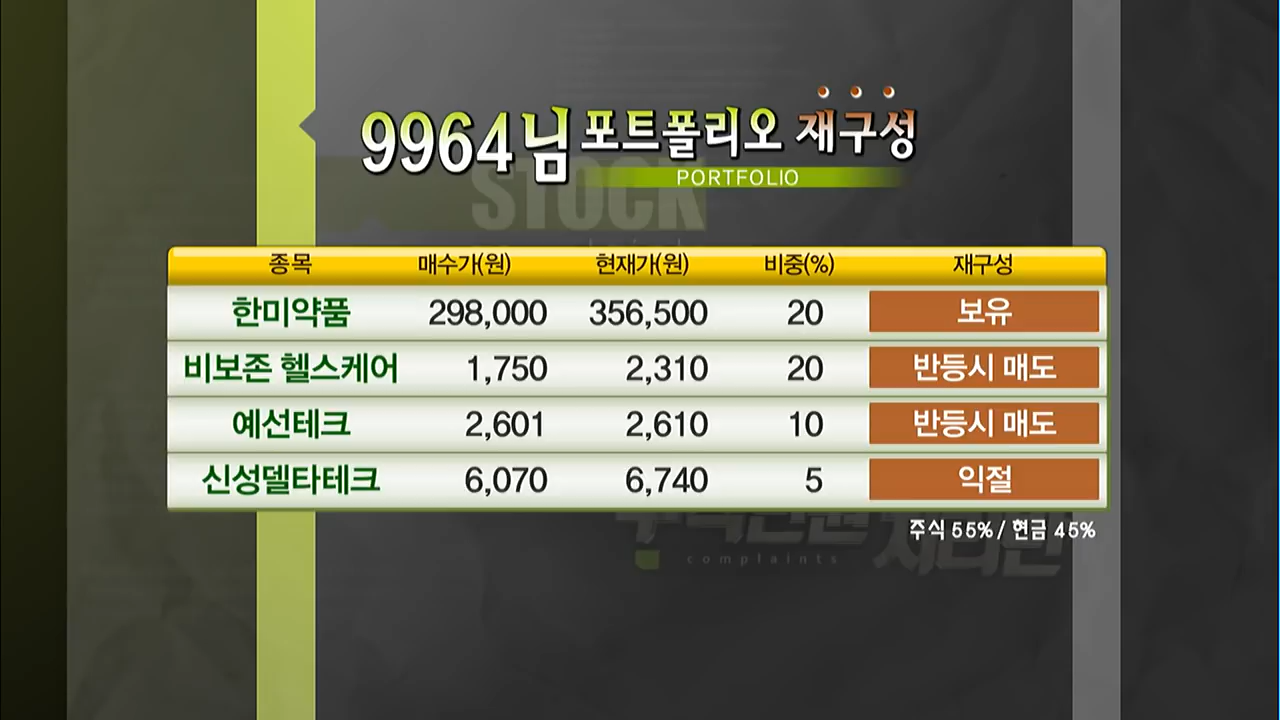 9964님 포트폴리오 재구성
PORTFOLIO
STOCK
종목 매수가(원) 현재가(원) 비중(%) 재구성
한미약품 298,000 356,500 20 보유
비보존 헬스케어 1,750 2,310 20 반등시 매도
예선테크 2,601 2,610 10 반등시 매도
신성델타테크 6,070 6,740 5 익절
주식 55% / 현금 45%
complaints